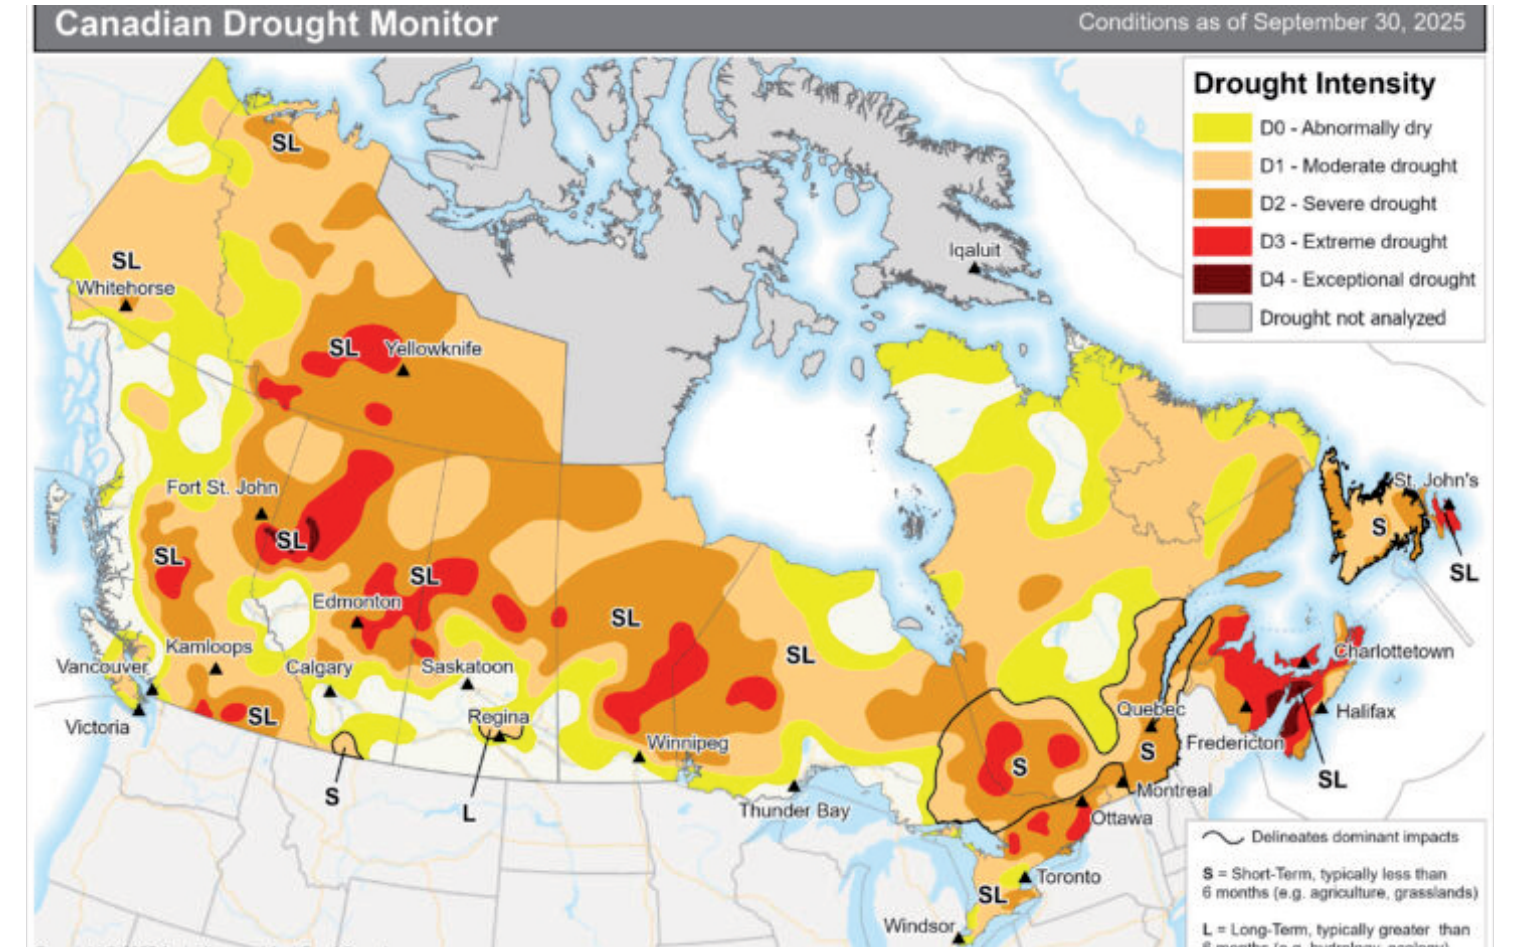 Canadian Drought Monitor
Conditions as of September 30, 2025
Drought Intensity
D0 - Abnormally dry
D1 - Moderate drought
D2 - Severe drought
D3 - Extreme drought
D4 - Exceptional drought
Drought not analyzed
SL
Iqaluit
SL
Whitehorse
SL
Yellowknife
St. John's
Fort St. John
S
SL
SL
SL
SL
Edmonton
SL
Kamloops
SL
Charlottetown
Vancouver
Calgary
Saskatoon
Quebec
Halifax
SL
Regina
Victoria
Winnipeg
S
Fredericton
S
SL
S
Montreal
L
Thunder Bay
Ottawa
Toronto
SL
Windsor
Delineates dominant impacts
S = Short-Term, typically less than
6 months (e.g. agriculture, grasslands)
L = Long-Term, typically greater than